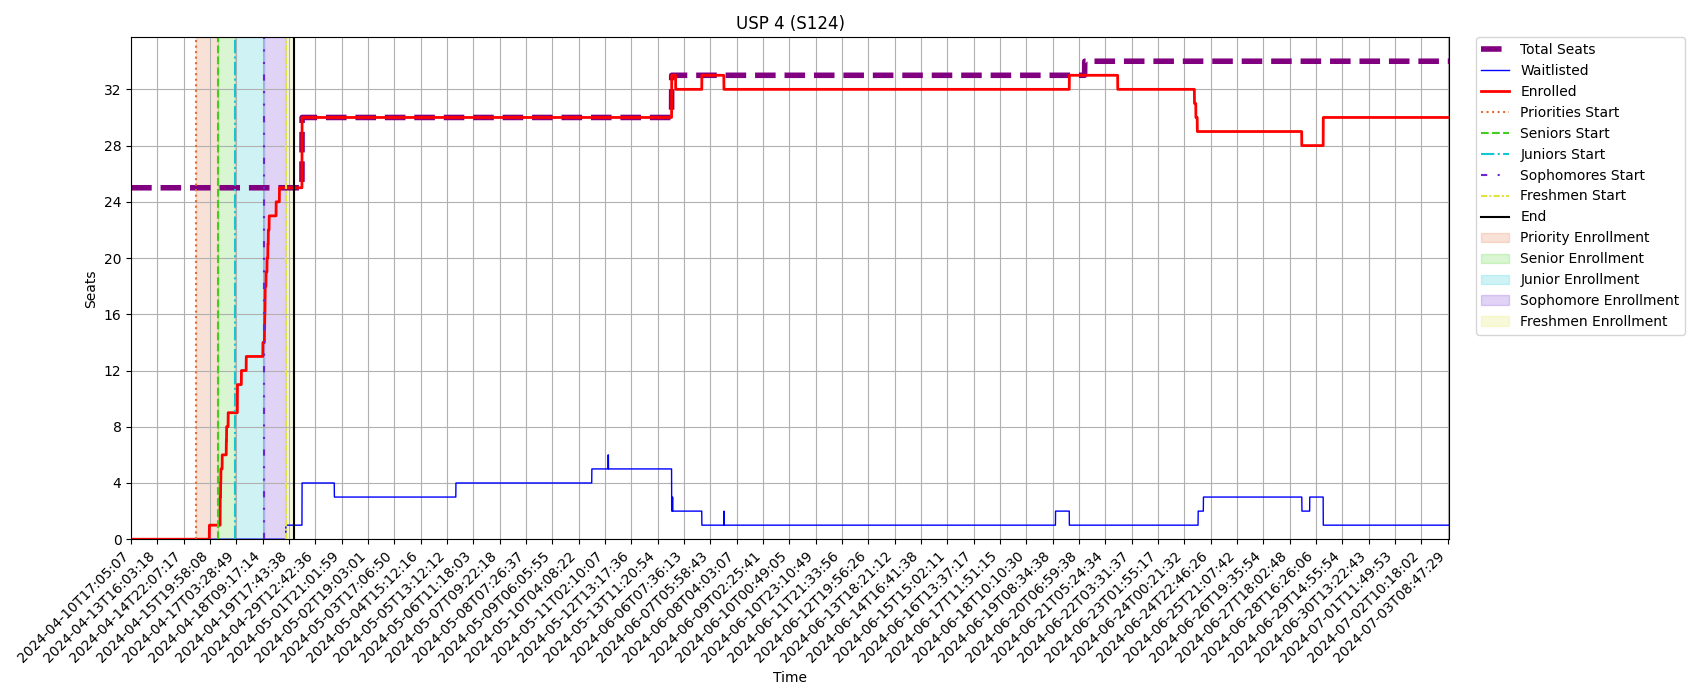 USP 4 (S124)
Seats
32
28
24
20
16
12
8
4
0
2024-04-10T17:05:07
2024-04-13T16:03:18
2024-04-14T22:07:17
2024-04-15T19:58:08
2024-04-17T03:28:49
2024-04-18T09:17:14
2024-04-19T17:43:38
2024-04-29T12:42:36
2024-05-01T21:01:59
2024-05-02T19:03:01
2024-05-03T17:06:50
2024-05-04T15:12:16
2024-05-05T13:12:12
2024-05-06T11:18:03
2024-05-07T09:22:18
2024-05-08T07:26:37
2024-05-09T06:05:55
2024-05-10T04:08:22
2024-05-11T02:10:07
2024-05-12T13:17:36
2024-05-13T11:20:54
2024-06-06T07:36:13
2024-06-07T05:58:43
2024-06-08T04:03:07
2024-06-09T02:25:41
2024-06-10T00:49:05
2024-06-10T23:10:49
2024-06-11T21:33:56
2024-06-12T19:56:26
2024-06-13T18:21:12
2024-06-14T16:41:38
2024-06-15T15:02:11
2024-06-16T13:37:17
2024-06-17T11:51:15
2024-06-18T10:10:30
2024-06-19T08:34:38
2024-06-20T06:59:38
2024-06-21T05:24:34
2024-06-22T03:31:37
2024-06-23T01:55:17
2024-06-24T00:21:32
2024-06-24T22:46:26
2024-06-25T21:07:42
2024-06-26T19:35:54
2024-06-27T18:02:48
2024-06-28T16:26:06
2024-06-29T14:55:54
2024-06-30T13:22:43
2024-07-01T11:49:53
2024-07-02T10:18:02
2024-07-03T08:47:29
Time
Total Seats
Waitlisted
Enrolled
Priorities Start
Seniors Start
Juniors Start
Sophomores Start
Freshmen Start
End
Priority Enrollment
Senior Enrollment
Junior Enrollment
Sophomore Enrollment
Freshmen Enrollment